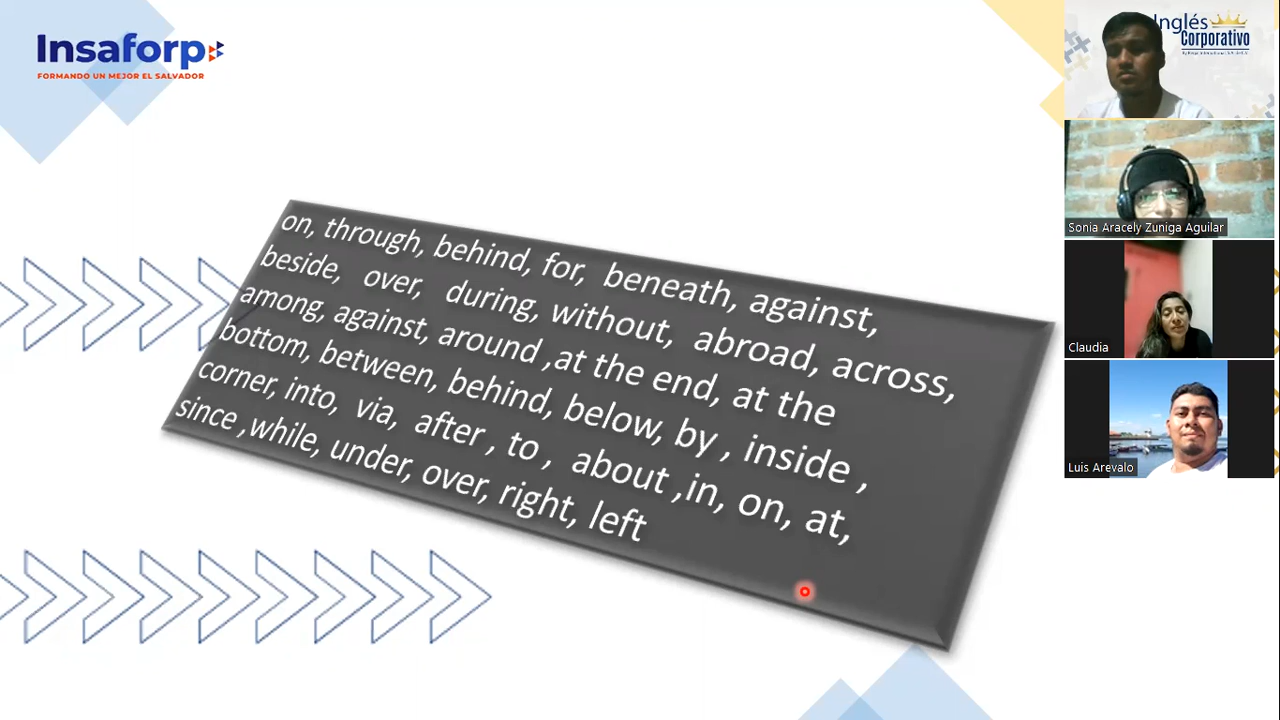 Insaforp
FORMANDO UN MEJOR EL SALVADOR
on, through, behind, for, beneath, against,
beside, over, during, without, abroad, across,
among, against, around ,at the end, at the
bottom, between, behind, below, by , inside ,
corner, into, via, after , to , about ,in, on, at,
since ,while, under, over, right, left
Inglés
Corporativo
Sonia Aracely Zuniga Aguilar
Claudia
Luis Arevalo